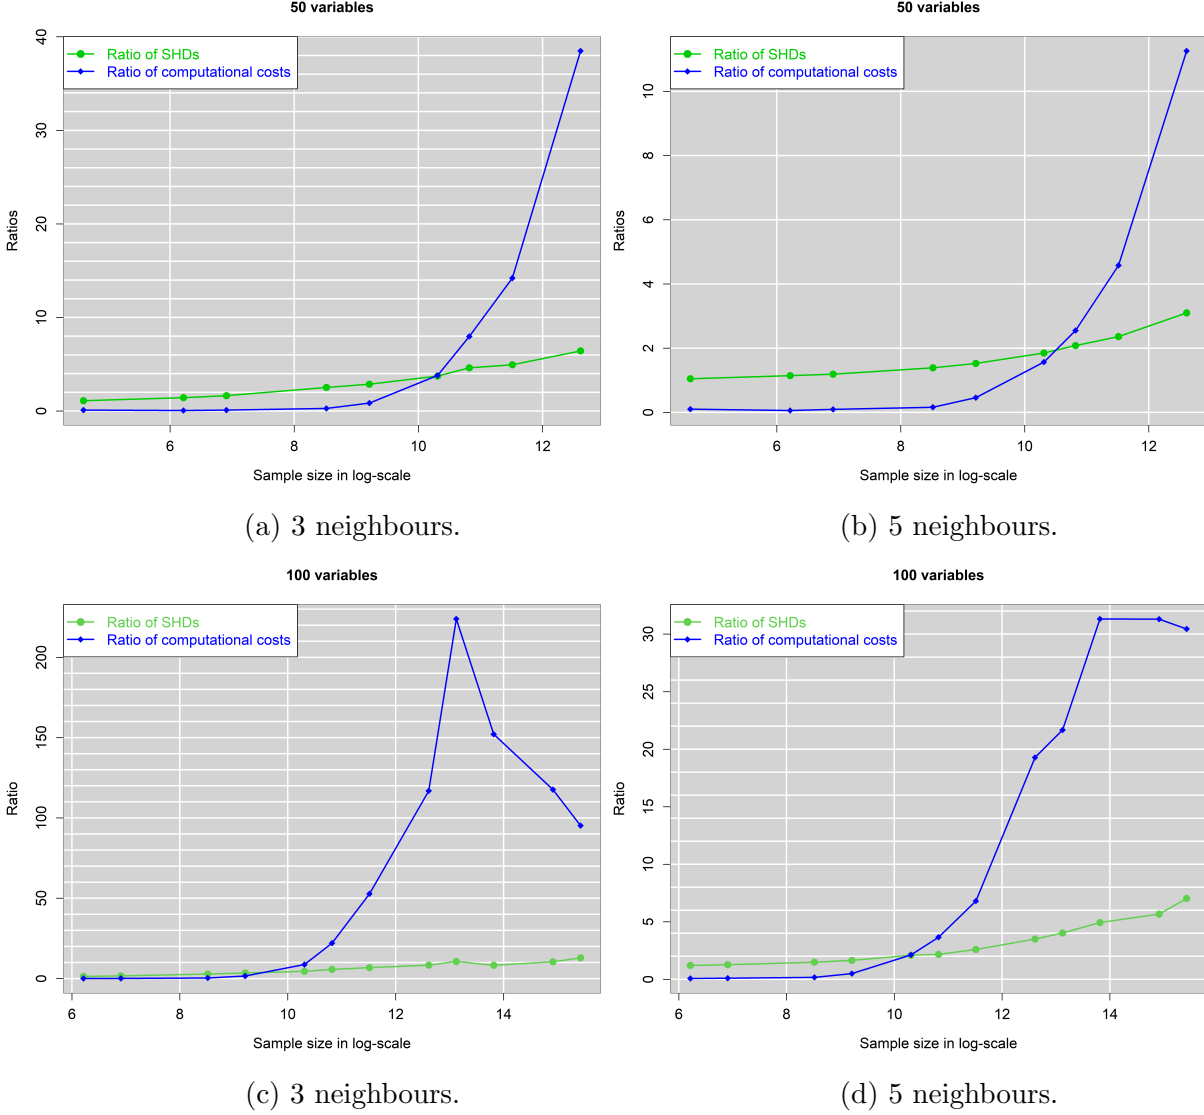 50 variables
Ratio of SHDs
Ratio of computational costs
40
30
20
10
0
Ratios
6 8 10 12
Sample size in log-scale
(a) 3 neighbours.
50 variables
Ratio of SHDs
Ratio of computational costs
10
8
6
4
2
0
Ratios
6 8 10 12
Sample size in log-scale
(b) 5 neighbours.
100 variables
Ratio of SHDs
Ratio of computational costs
200
150
100
50
0
Ratio
6 8 10 12 14
Sample size in log-scale
(c) 3 neighbours.
100 variables
Ratio of SHDs
Ratio of computational costs
30
25
20
15
10
5
0
Ratio
6 8 10 12 14
Sample size in log-scale
(d) 5 neighbours.